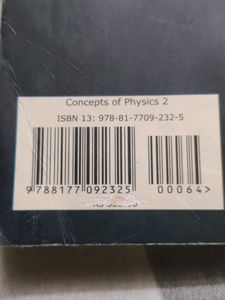 Concepts of Physics 2
ISBN 13: 978-81-7709-232-5
9 788177 092325 00064>